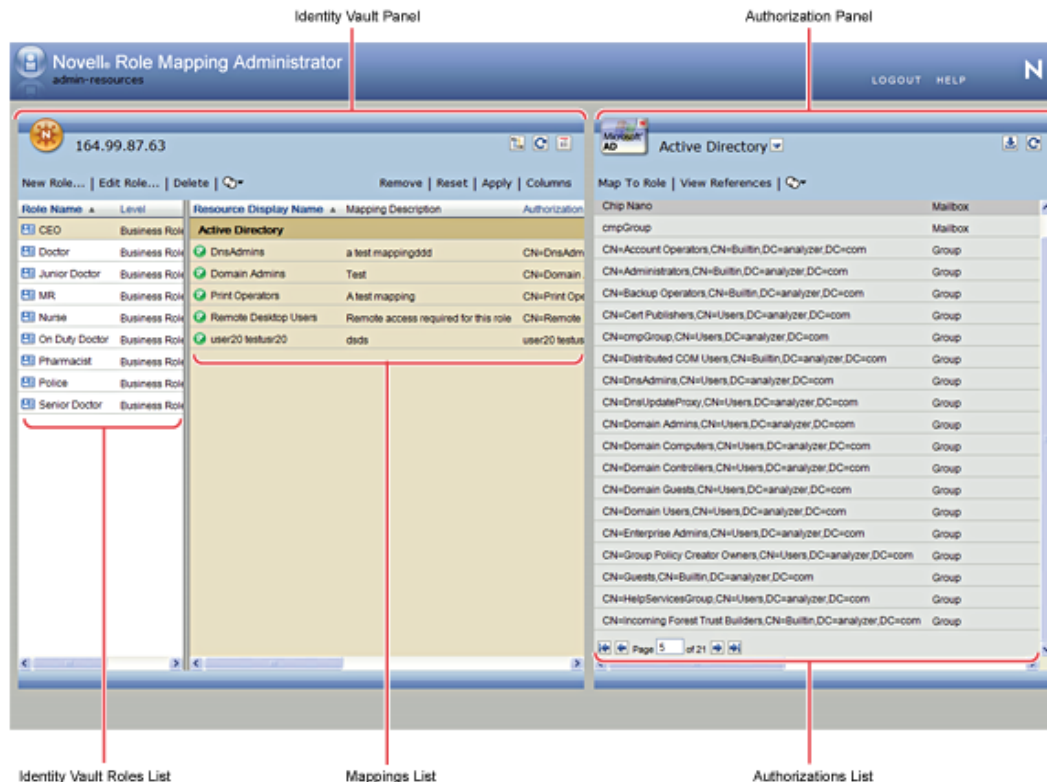 Identity Vault Panel
Authorization Panel
Novell® Role Mapping Administrator
admin-resources
LOGOUT HELP
N
164.99.87.63
New Role... | Edit Role... | Delete |
Remove | Reset | Apply | Columns
Role Name Level
CEO Business Role
Doctor Business Role
Junior Doctor Business Role
MR Business Role
Nurse Business Role
On Duty Doctor Business Role
Pharmacist Business Role
Police Business Role
Senior Doctor Business Role
Resource Display Name Mapping Description Authorization
Active Directory
DnsAdmins a test mappingddd CN=DnsAdm
Domain Admins Test CN=Domain
Print Operators A test mapping CN=Print Ope
Remote Desktop Users Remote access required for this role CN=Remote
user20 testusr20 dsds user20 testus
Microsoft AD
Active Directory
Map To Role | View References |
Chip Nano Mailbox
cmpGroup Mailbox
CN=Account Operators,CN=Builtin,DC=analyzer,DC=com Group
CN=Administrators,CN=Builtin,DC=analyzer,DC=com Group
CN=Backup Operators,CN=Builtin,DC=analyzer,DC=com Group
CN=Cert Publishers,CN=Users,DC=analyzer,DC=com Group
CN=cmpGroup,CN=Users,DC=analyzer,DC=com Group
CN=Distributed COM Users,CN=Builtin,DC=analyzer,DC=com Group
CN=DnsAdmins,CN=Users,DC=analyzer,DC=com Group
CN=DnsUpdateProxy,CN=Users,DC=analyzer,DC=com Group
CN=Domain Admins,CN=Users,DC=analyzer,DC=com Group
CN=Domain Computers,CN=Users,DC=analyzer,DC=com Group
CN=Domain Controllers,CN=Users,DC=analyzer,DC=com Group
CN=Domain Guests,CN=Users,DC=analyzer,DC=com Group
CN=Domain Users,CN=Users,DC=analyzer,DC=com Group
CN=Enterprise Admins,CN=Users,DC=analyzer,DC=com Group
CN=Group Policy Creator Owners,CN=Users,DC=analyzer,DC=com Group
CN=Guests,CN=Builtin,DC=analyzer,DC=com Group
CN=HelpServicesGroup,CN=Users,DC=analyzer,DC=com Group
CN=Incoming Forest Trust Builders,CN=Builtin,DC=analyzer,DC=com Group
Page 5 of 21
Identity Vault Roles List
Mappings List
Authorizations List